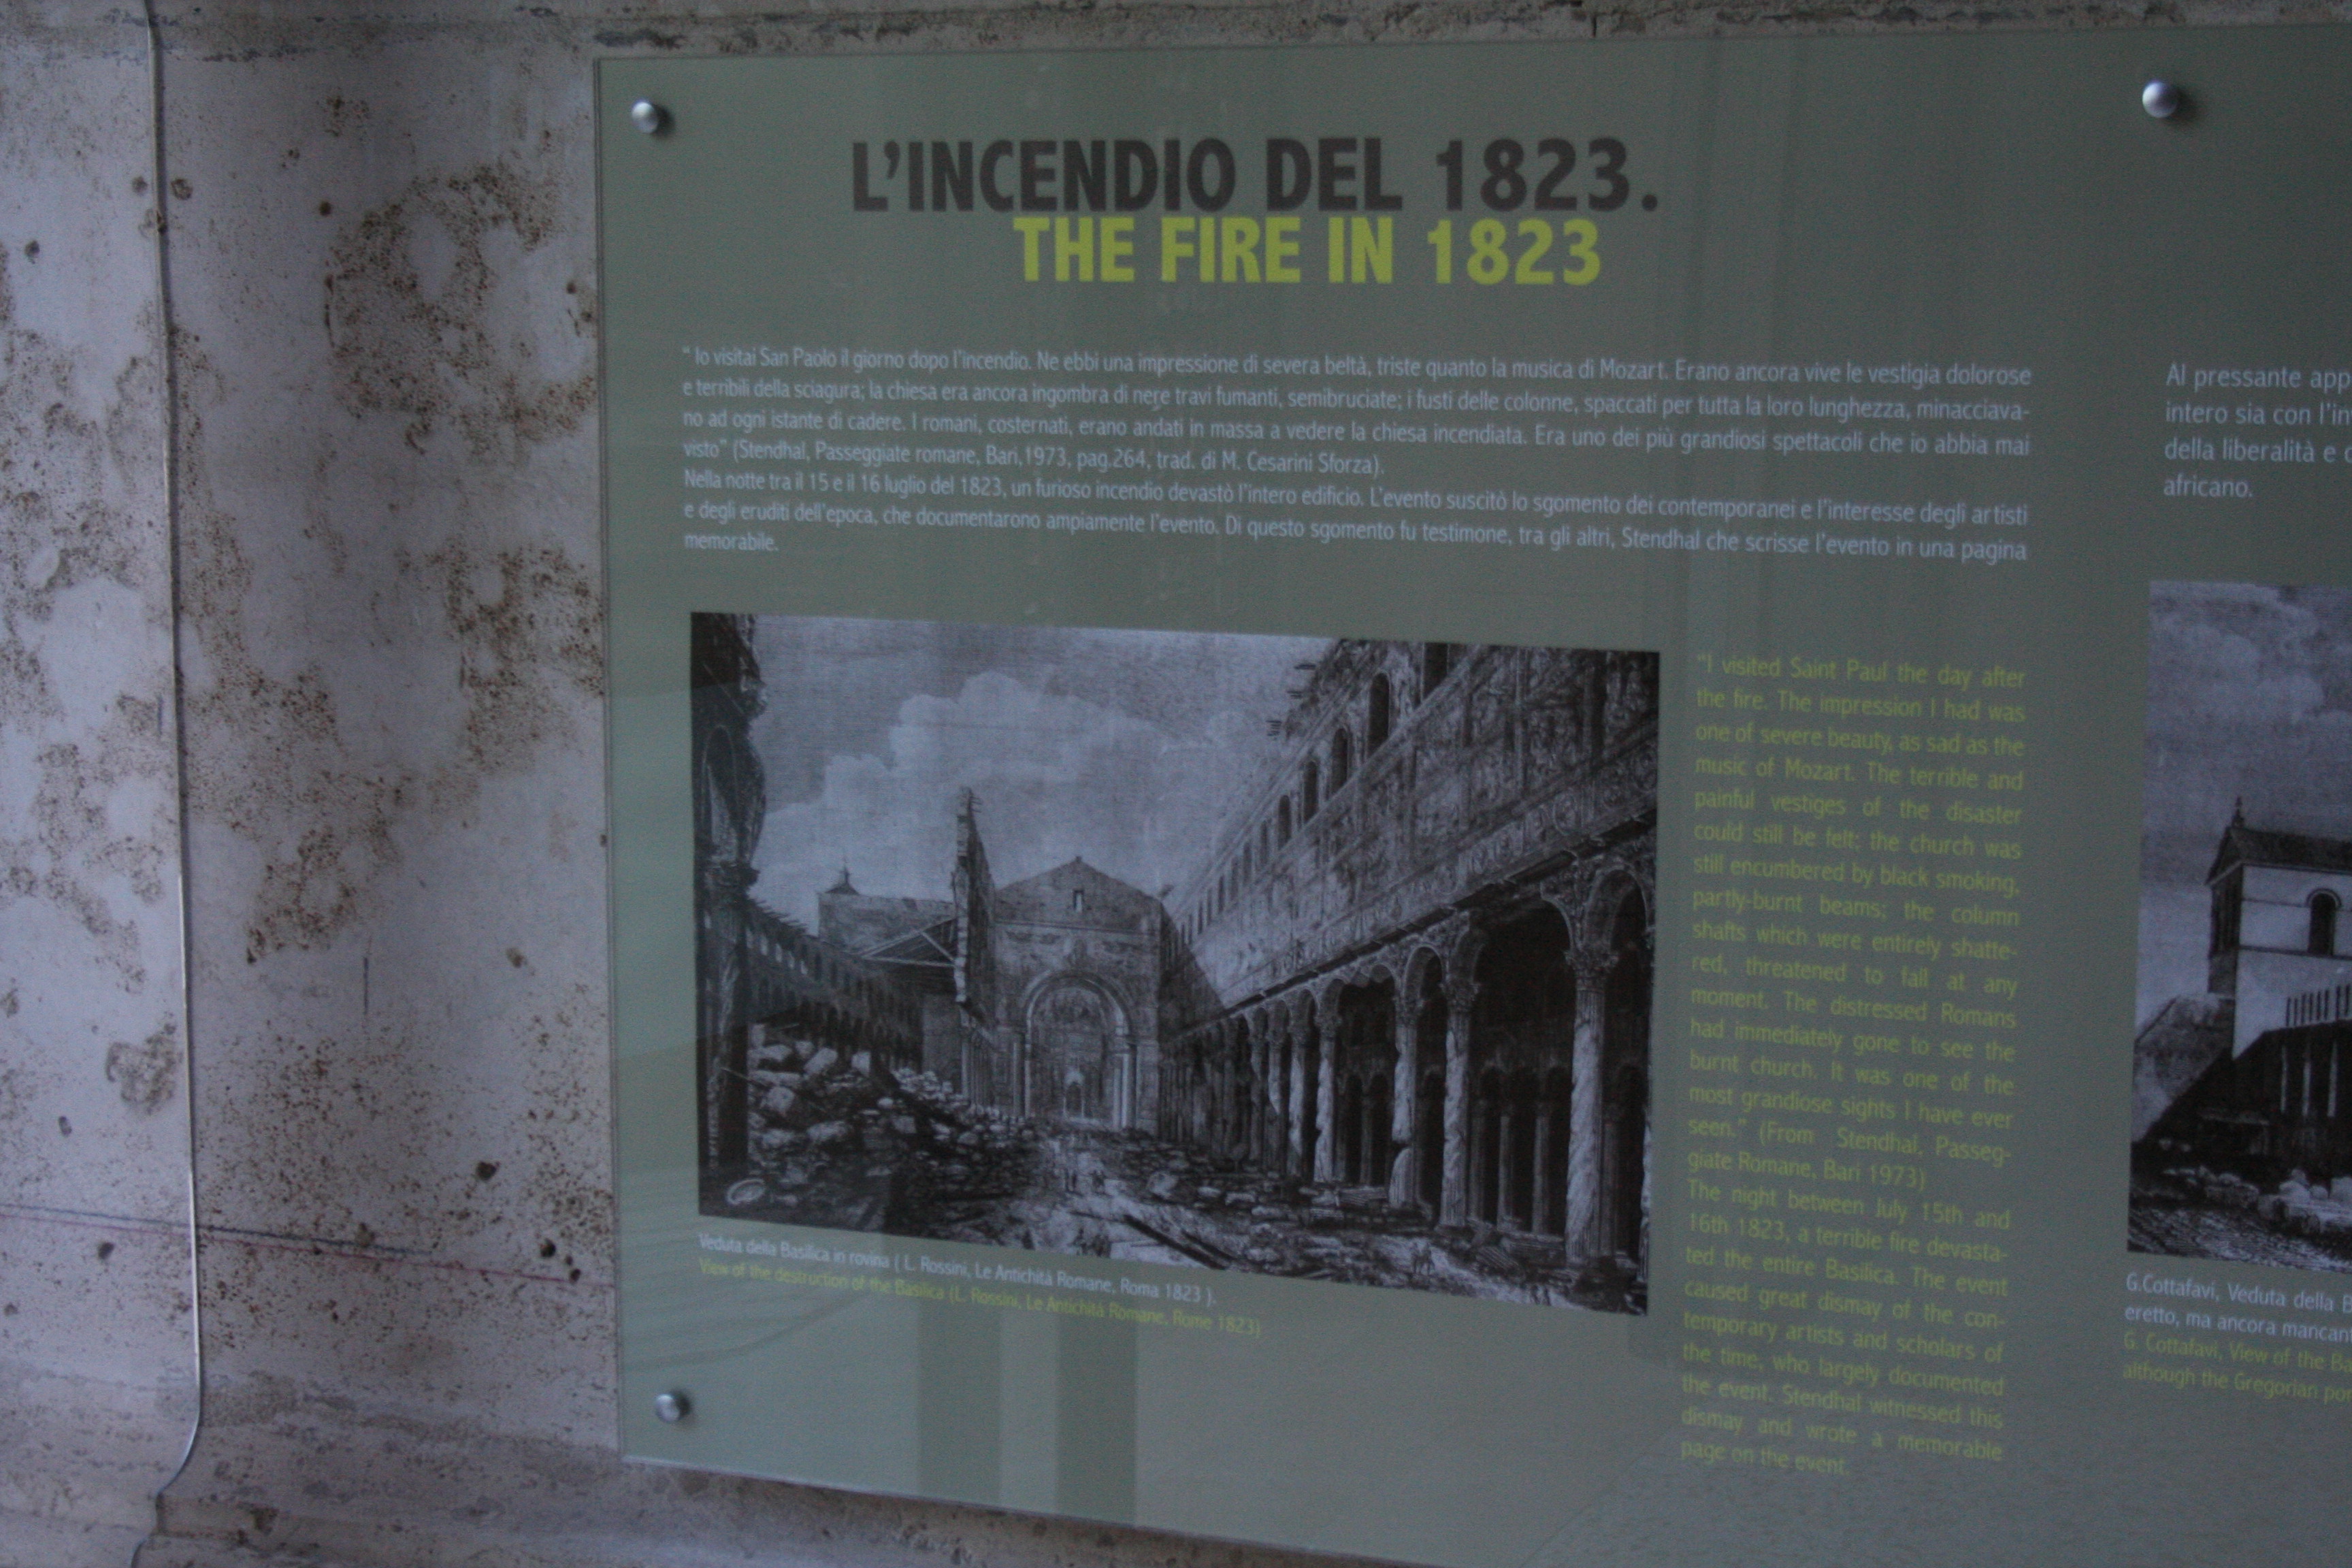 L'INCENDIO DEL 1823.
THE FIRE IN 1823
“ Io visitai San Paolo il giorno dopo l'incendio. Ne ebbi una impressione di severa beltà, triste quanto la musica di Mozart. Erano ancora vive le vestigia dolorose
e terribili della sciagura; la chiesa era ancora ingombra di nere travi fumanti, semibruciate; i fusti delle colonne, spaccati per tutta la loro lunghezza, minacciava-
no ad ogni istante di cadere. I romani, costernati, erano andati in massa a vedere la chiesa incendiata. Era uno dei più grandiosi spettacoli che io abbia mai
visto” (Stendhal, Passeggiate romane, Bari,1973, pag.264, trad. di M. Cesarini Sforza).
Nella notte tra il 15 e il 16 luglio del 1823, un furioso incendio devastò l'intero edificio. L'evento suscitò lo sgomento dei contemporanei e l'interesse degli artisti
e degli eruditi dell'epoca, che documentarono ampiamente l'evento. Di questo sgomento fu testimone, tra gli altri, Stendhal che scrisse l'evento in una pagina
memorabile.
“I visited Saint Paul the day after
the fire. The impression I had was
one of severe beauty, as sad as the
music of Mozart. The terrible and
painful vestiges of the disaster
could still be felt; the church was
still encumbered by black smoking,
partly-burnt beams; the column
shafts which were entirely shatte-
red, threatened to fall at any
moment. The distressed Romans
had immediately gone to see the
burnt church. It was one of the
most grandiose sights I have ever
seen.” (From Stendhal, Passeg-
giate Romane, Bari 1973)
The night between July 15th and
16th 1823, a terrible fire devasta-
ted the entire Basilica. The event
caused great dismay of the con-
temporary artists and scholars of
the time, who largely documented
the event. Stendhal witnessed this
dismay and wrote a memorable
page on the event.
Veduta della Basilica in rovina ( L. Rossini, Le Antichità Romane, Roma 1823 ).
View of the destruction of the Basilica (L. Rossini, Le Antichità Romane, Rome 1823)
Al pressante app
intero sia con l'in
della liberalità e
africano.
G.Cottafavi, Veduta della B
eretto, ma ancora mancant
G. Cottafavi, View of the Ba
although the Gregorian po